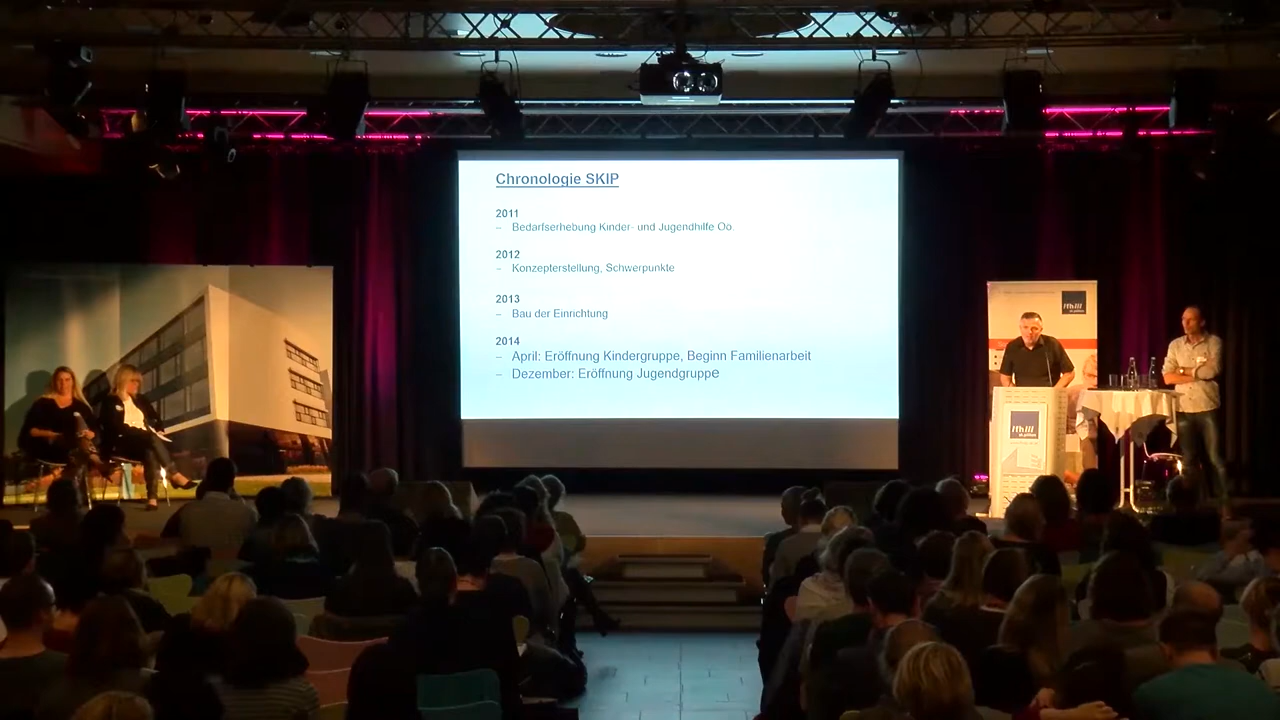 Chronologie SKIP
2011
– Bedarfserhebung Kinder- und Jugendhilfe Oö.
2012
– Konzepterstellung, Schwerpunkte
2013
– Bau der Einrichtung
2014
– April: Eröffnung Kindergruppe, Beginn Familienarbeit
– Dezember: Eröffnung Jugendgruppe